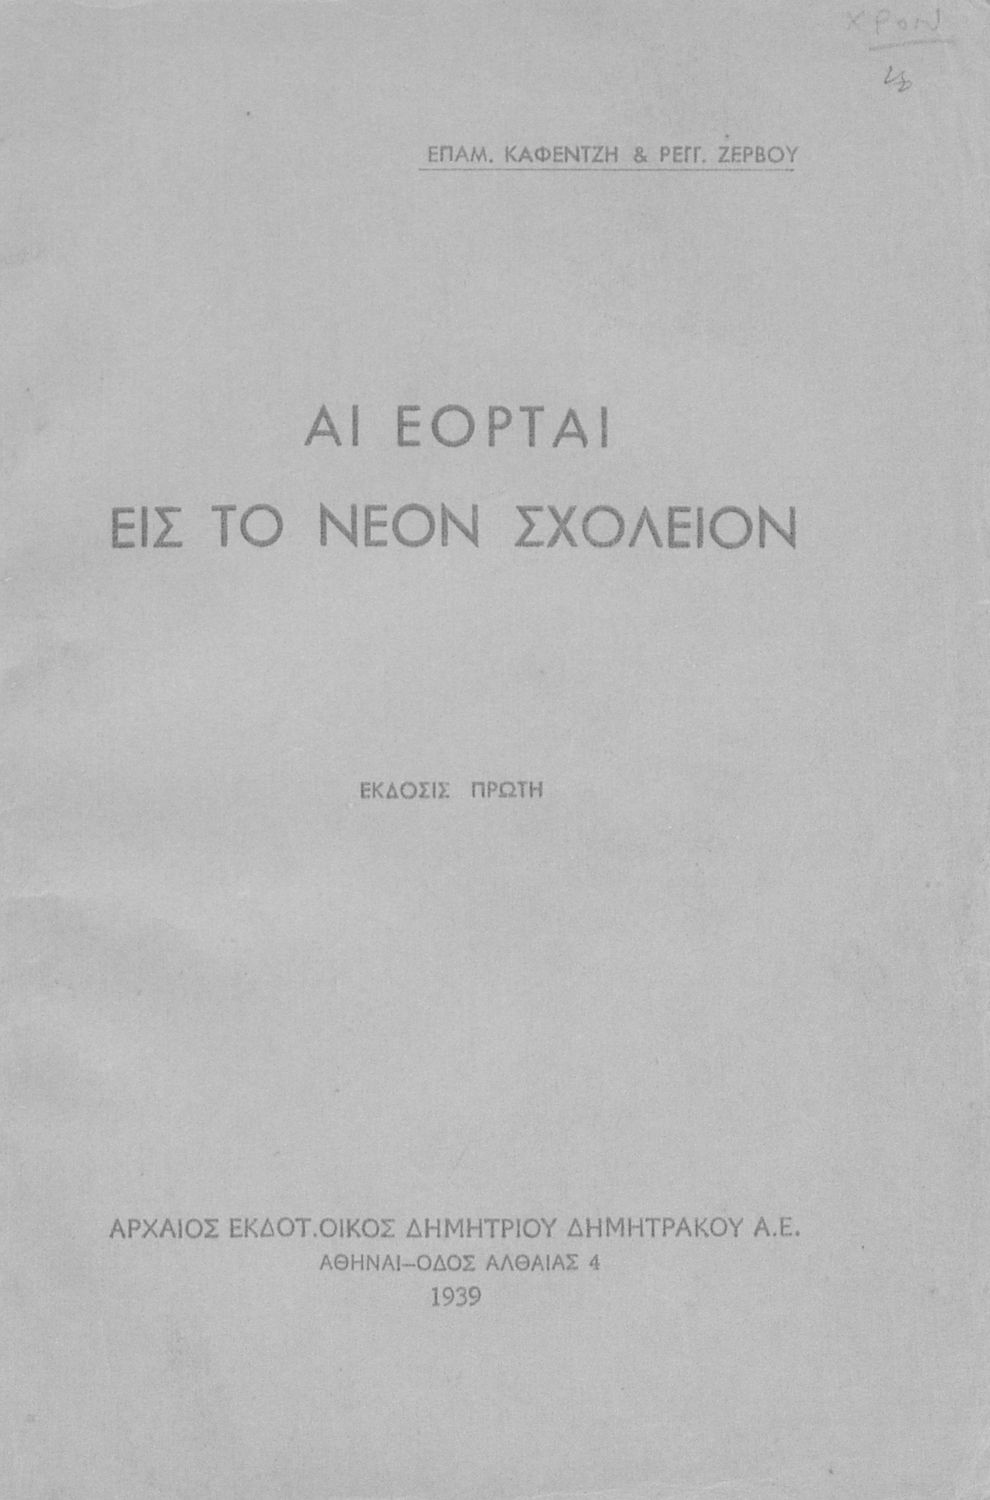 ΧΡΟΝ
ΕΠΑΜ. ΚΑΦΕΝΤΖΗ & ΡΕΓΓ. ΖΕΡΒΟΥ
ΑΙ ΕΟΡΤΑΙ
ΕΙΣ ΤΟ ΝΕΟΝ ΣΧΟΛΕΙΟΝ
ΕΚΔΟΣΙΣ ΠΡΩΤΗ
ΑΡΧΑΙΟΣ ΕΚΔΟΤ.ΟΙΚΟΣ ΔΗΜΗΤΡΙΟΥ ΔΗΜΗΤΡΑΚΟΥ Α.Ε.
ΑΘΗΝΑΙ–ΟΔΟΣ ΑΛΘΑΙΑΣ 4
1939